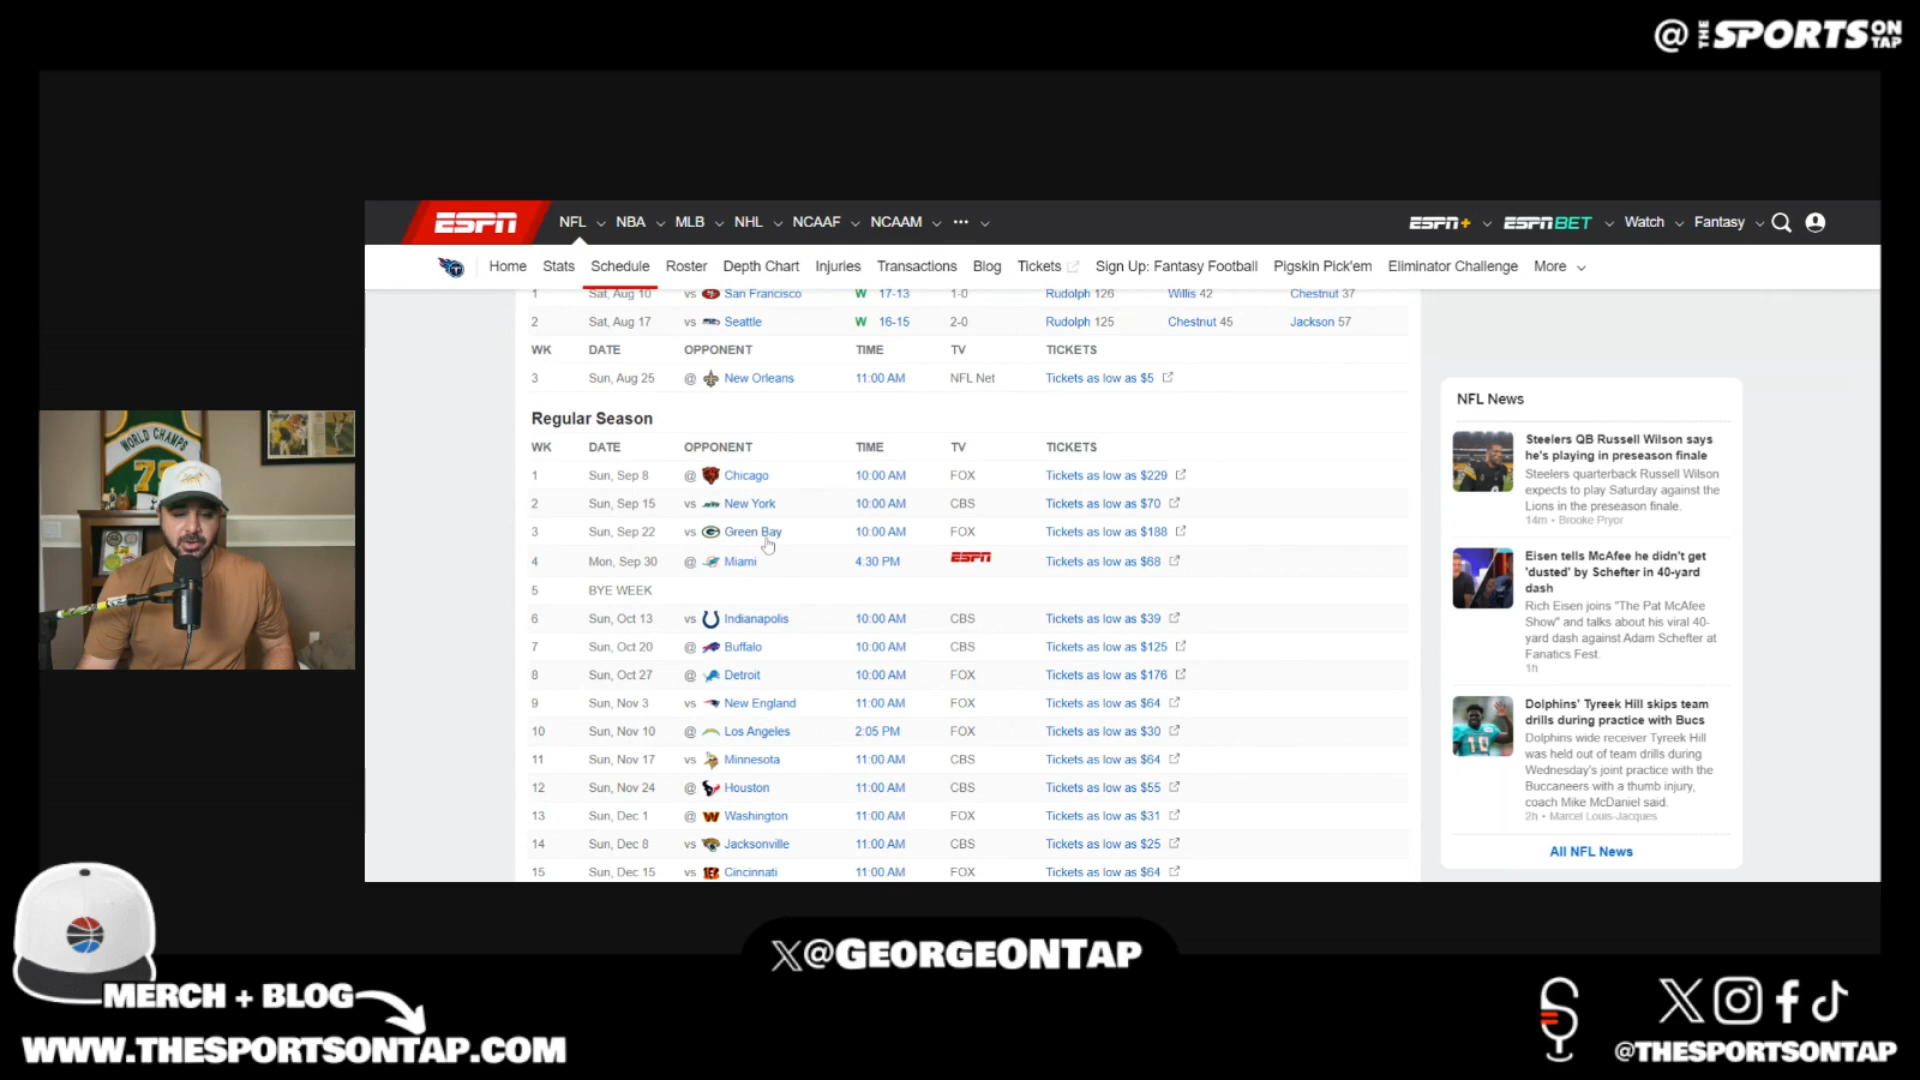 @ THE SPORTS ON TAP
ESPN NFL NBA MLB NHL NCAAF NCAAM ••• ESPN+ ESPN BET Watch Fantasy
Home Stats Schedule Roster Depth Chart Injuries Transactions Blog Tickets Sign Up: Fantasy Football Pigskin Pick'em Eliminator Challenge More
1 Sat, Aug 10 vs San Francisco W 17-13 1-0 Rudolph 126 Willis 42 Chestnut 37
2 Sat, Aug 17 vs Seattle W 16-15 2-0 Rudolph 125 Chestnut 45 Jackson 57
WK DATE OPPONENT TIME TV TICKETS
3 Sun, Aug 25 @ New Orleans 11:00 AM NFL Net Tickets as low as $5
Regular Season
WK DATE OPPONENT TIME TV TICKETS
1 Sun, Sep 8 @ Chicago 10:00 AM FOX Tickets as low as $229
2 Sun, Sep 15 vs New York 10:00 AM CBS Tickets as low as $70
3 Sun, Sep 22 vs Green Bay 10:00 AM FOX Tickets as low as $188
4 Mon, Sep 30 @ Miami 4:30 PM ESPN Tickets as low as $68
5 BYE WEEK
6 Sun, Oct 13 vs Indianapolis 10:00 AM CBS Tickets as low as $39
7 Sun, Oct 20 @ Buffalo 10:00 AM CBS Tickets as low as $125
8 Sun, Oct 27 @ Detroit 10:00 AM FOX Tickets as low as $176
9 Sun, Nov 3 vs New England 11:00 AM FOX Tickets as low as $64
10 Sun, Nov 10 @ Los Angeles 2:05 PM FOX Tickets as low as $30
11 Sun, Nov 17 vs Minnesota 11:00 AM CBS Tickets as low as $64
12 Sun, Nov 24 @ Houston 11:00 AM CBS Tickets as low as $55
13 Sun, Dec 1 @ Washington 11:00 AM FOX Tickets as low as $31
14 Sun, Dec 8 vs Jacksonville 11:00 AM CBS Tickets as low as $25
15 Sun, Dec 15 vs Cincinnati 11:00 AM FOX Tickets as low as $64
NFL News
Steelers QB Russell Wilson says
he's playing in preseason finale
Steelers quarterback Russell Wilson
expects to play Saturday against the
Lions in the preseason finale.
14m • Brooke Pryor
Eisen tells McAfee he didn't get
'dusted' by Schefter in 40-yard
dash
Rich Eisen joins "The Pat McAfee
Show" and talks about his viral 40-
yard dash against Adam Schefter at
Fanatics Fest.
1h
Dolphins' Tyreek Hill skips team
drills during practice with Bucs
Dolphins wide receiver Tyreek Hill
was held out of team drills during
Wednesday's joint practice with the
Buccaneers with a thumb injury,
coach Mike McDaniel said.
2h • Marcel Louis-Jacques
All NFL News
WORLD CHAMPS
X@GEORGEONTAP
MERCH + BLOG
WWW.THESPORTSONTAP.COM
@THESPORTSONTAP